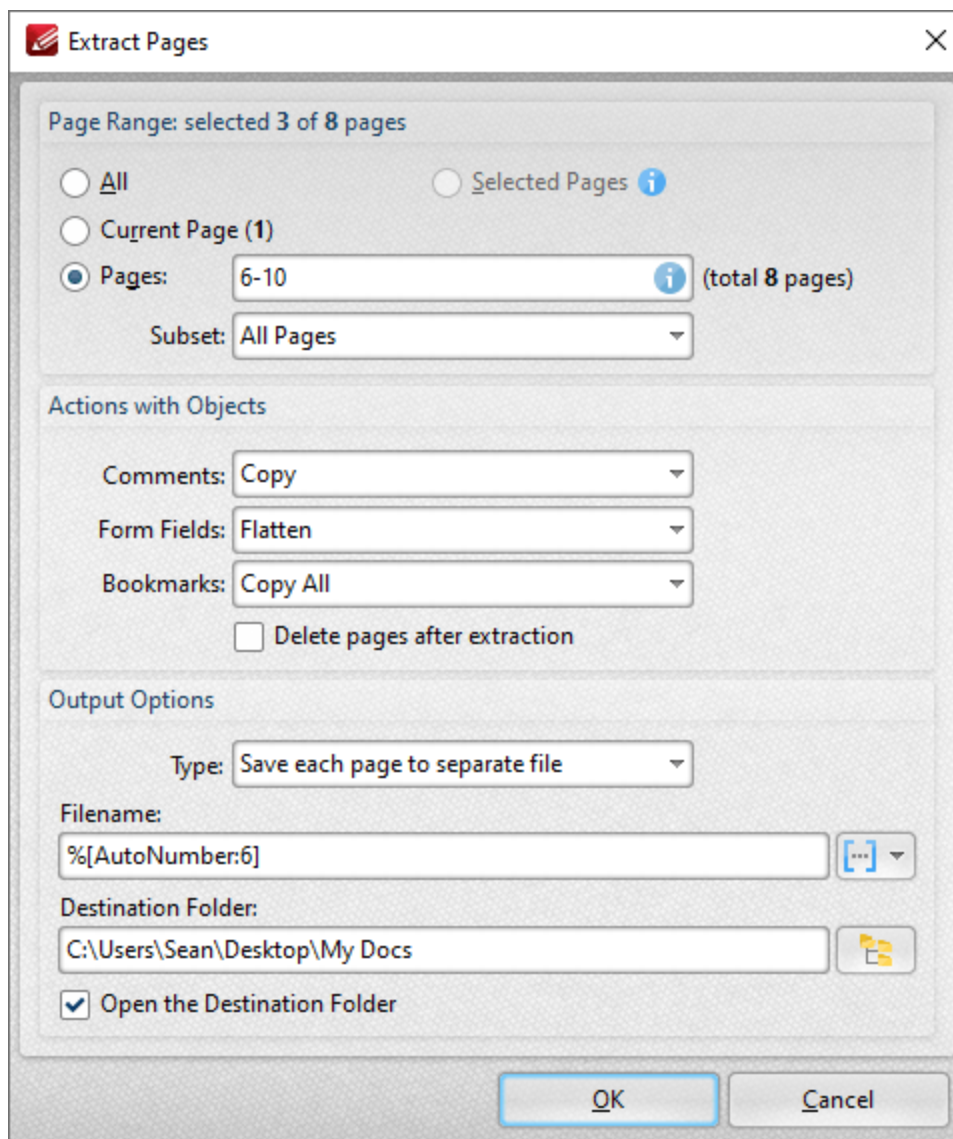 Extract Pages
Page Range: selected 3 of 8 pages
All
Selected Pages
Current Page (1)
Pages: 6-10 (total 8 pages)
Subset: All Pages
Actions with Objects
Comments: Copy
Form Fields: Flatten
Bookmarks: Copy All
Delete pages after extraction
Output Options
Type: Save each page to separate file
Filename:
%[AutoNumber:6]
Destination Folder:
C:\Users\Sean\Desktop\My Docs
Open the Destination Folder
OK Cancel